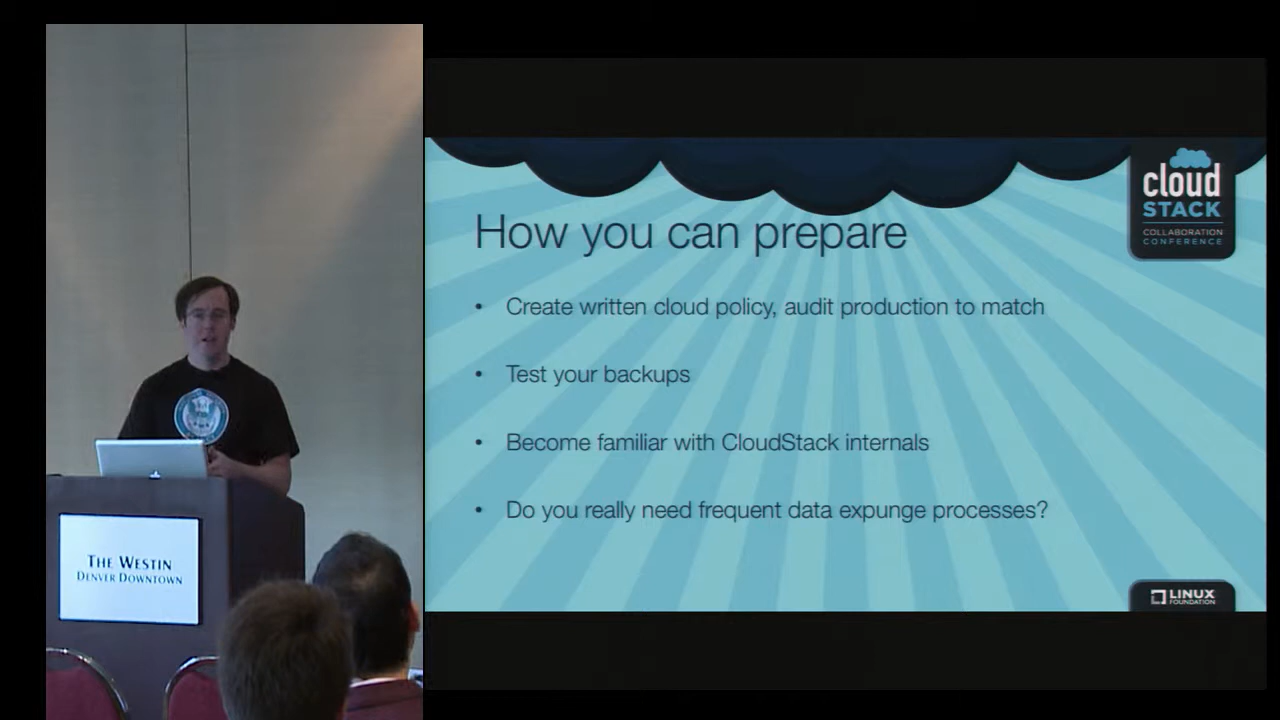 How you can prepare
• Create written cloud policy, audit production to match
• Test your backups
• Become familiar with CloudStack internals
• Do you really need frequent data expunge processes?
cloud
STACK
COLLABORATION
CONFERENCE
LINUX
FOUNDATION
THE WESTIN
DENVER DOWNTOWN